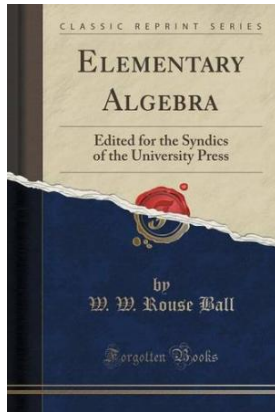 CLASSIC REPRINT SERIES
ELEMENTARY
ALGEBRA
Edited for the Syndics
of the University Press
by
W. W. Rouse Ball
Forgotten Books